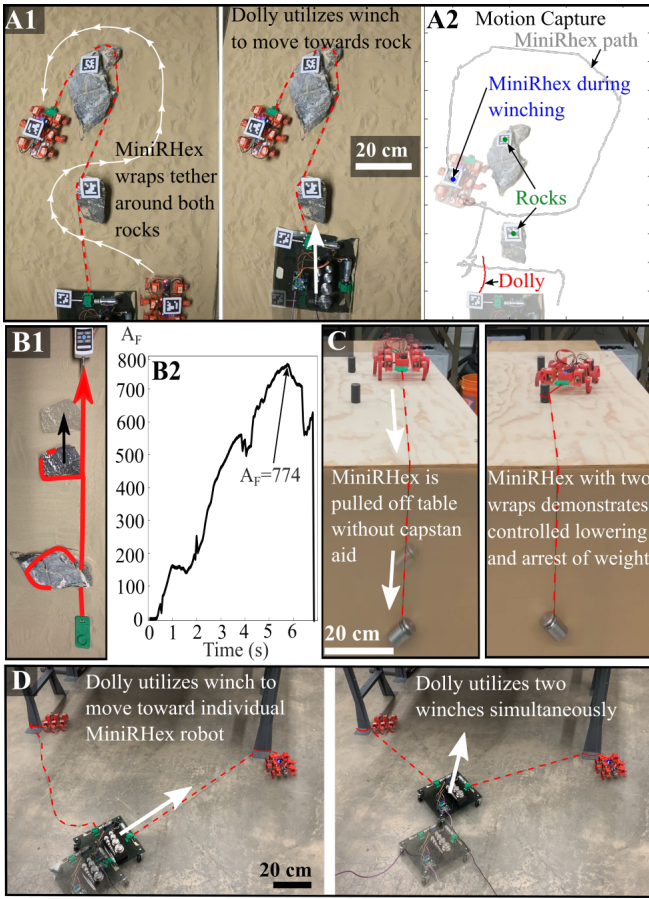 A1
MiniRHex
wraps tether
around both
rocks
Dolly utilizes winch
to move towards rock
20 cm
A2
Motion Capture
MiniRhex path
MiniRhex during
winching
Rocks
Dolly
B1
A_F
B2
800
700
600
500
400
300
200
100
0
A_F=774
0 1 2 3 4 5 6
Time (s)
C
MiniRHex is
pulled off table
without capstan
aid
20 cm
MiniRHex with two
wraps demonstrates
controlled lowering
and arrest of weight
D
Dolly utilizes winch to
move toward individual
MiniRHex robot
20 cm
Dolly utilizes two
winches simultaneously